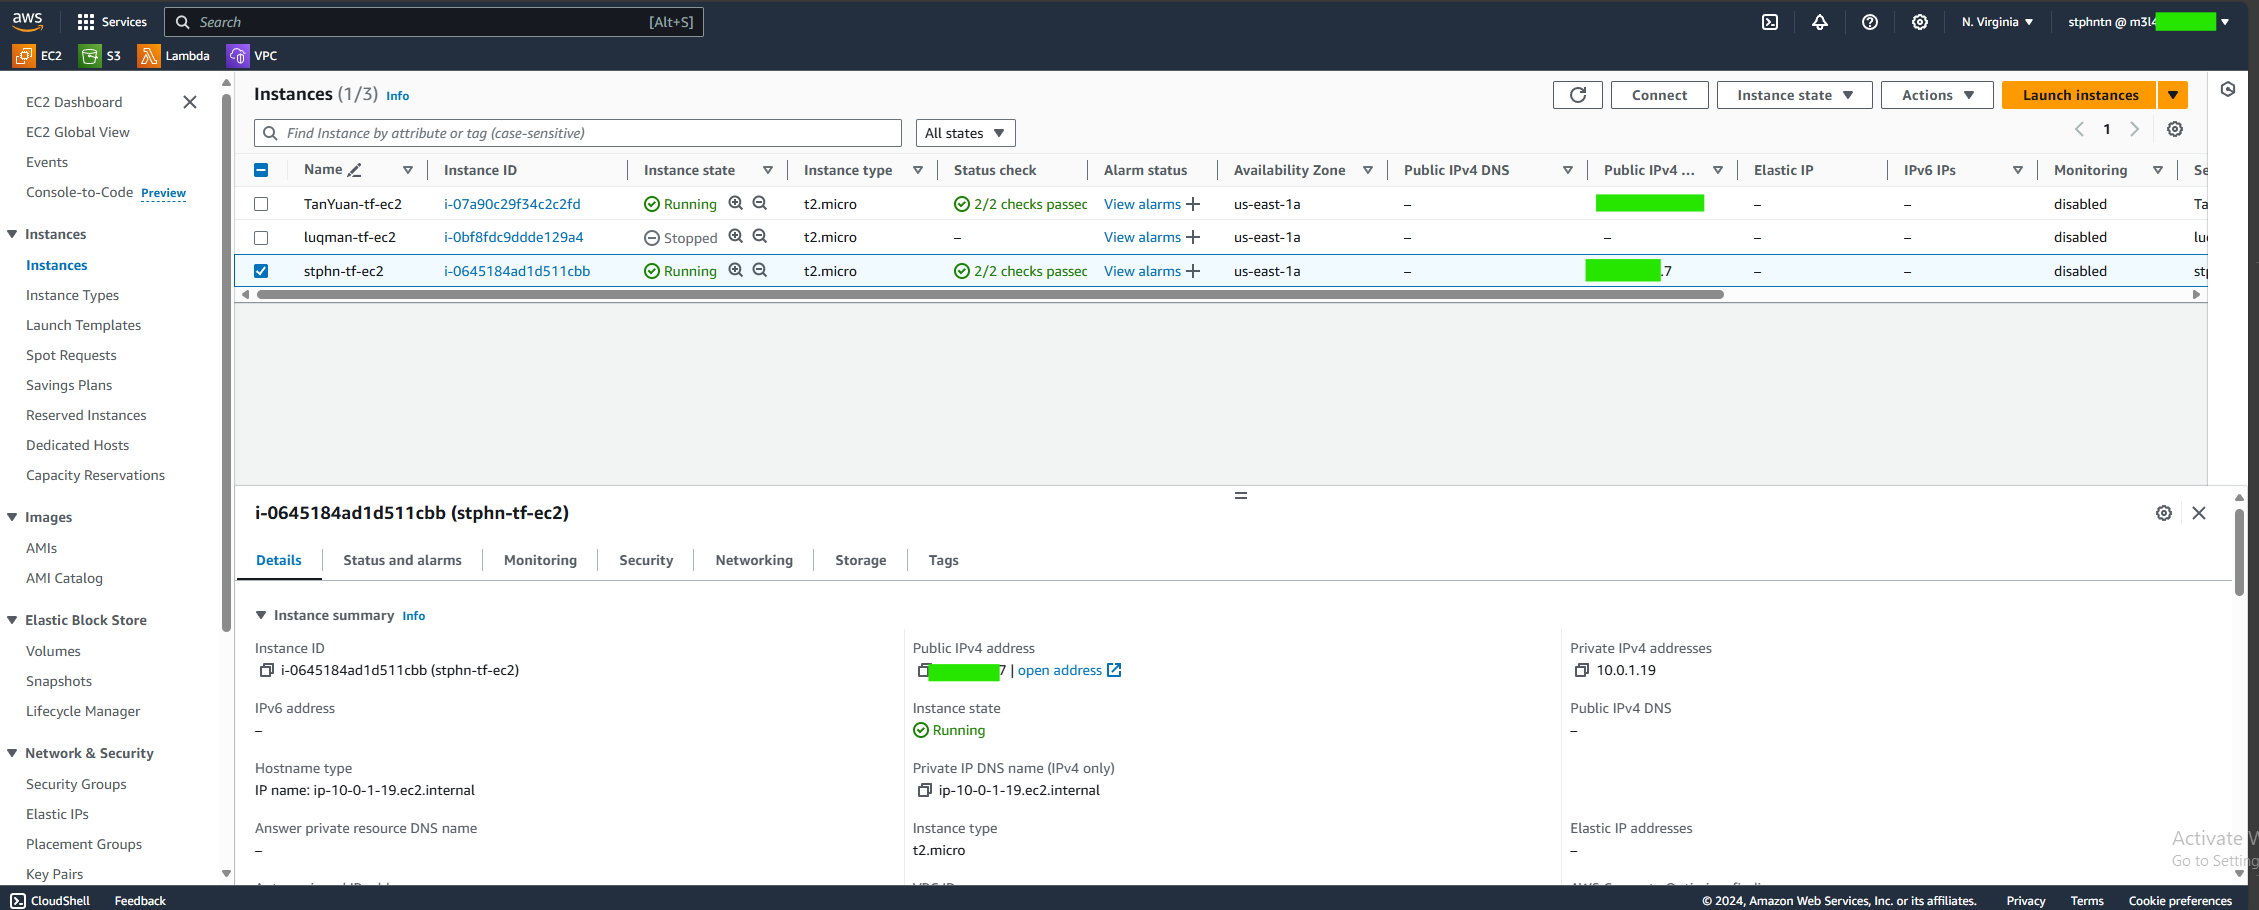 aws Services Search [Alt+S] N. Virginia stphntn @ m3l4
EC2 S3 Lambda VPC
EC2 Dashboard
EC2 Global View
Events
Console-to-Code Preview
Instances
Instances
Instance Types
Launch Templates
Spot Requests
Savings Plans
Reserved Instances
Dedicated Hosts
Capacity Reservations
Images
AMIs
AMI Catalog
Elastic Block Store
Volumes
Snapshots
Lifecycle Manager
Network & Security
Security Groups
Elastic IPs
Placement Groups
Key Pairs
Instances (1/3) Info Connect Instance state Actions Launch instances
Find Instance by attribute or tag (case-sensitive) All states 1
Name Instance ID Instance state Instance type Status check Alarm status Availability Zone Public IPv4 DNS Public IPv4 ... Elastic IP IPv6 IPs Monitoring Se
TanYuan-tf-ec2 i-07a90c29f34c2c2fd Running t2.micro 2/2 checks passec View alarms + us-east-1a – – – disabled Ta
luqman-tf-ec2 i-0bf8fdc9ddde129a4 Stopped t2.micro – View alarms + us-east-1a – – – – disabled luc
stphn-tf-ec2 i-0645184ad1d511cbb Running t2.micro 2/2 checks passec View alarms + us-east-1a – .7 – – disabled stp
i-0645184ad1d511cbb (stphn-tf-ec2)
Details Status and alarms Monitoring Security Networking Storage Tags
Instance summary Info
Instance ID
i-0645184ad1d511cbb (stphn-tf-ec2)
Public IPv4 address
7 | open address
Private IPv4 addresses
10.0.1.19
IPv6 address
–
Instance state
Running
Public IPv4 DNS
–
Hostname type
IP name: ip-10-0-1-19.ec2.internal
Private IP DNS name (IPv4 only)
ip-10-0-1-19.ec2.internal
Answer private resource DNS name
–
Instance type
t2.micro
Elastic IP addresses
–
Activate W
Go to Setting
CloudShell Feedback © 2024, Amazon Web Services, Inc. or its affiliates. Privacy Terms Cookie preferences